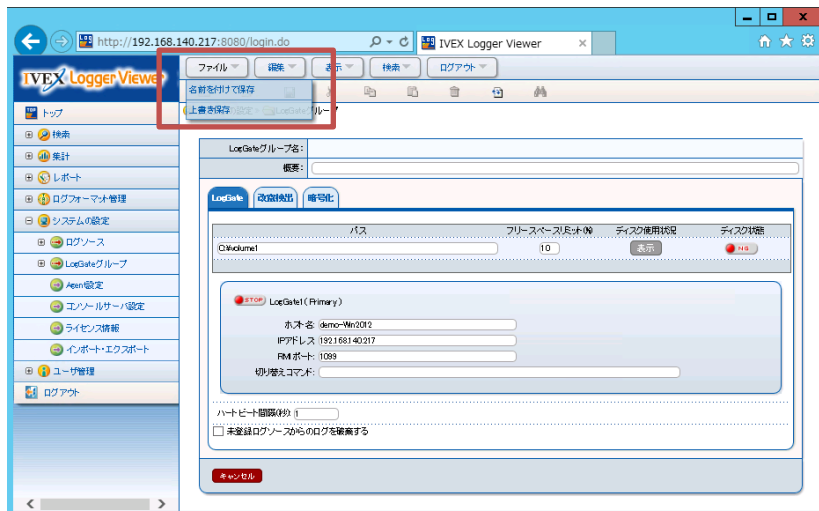 http://192.168.140.217:8080/login.do
IVEX Logger Viewer
IVEX Logger Viewer
ファイル 編集 表示 検索 ログアウト
名前を付けて保存
上書き保存
トップ
検索
集計
レポート
ログフォーマット管理
システムの設定
ログソース
LogGateグループ
Agent設定
コンソールサーバ設定
ライセンス情報
インポート・エクスポート
ユーザ管理
ログアウト
LogGateグループ名:
概要:
LogGate 改竄検出 暗号化
パス フリースペースリミット(%) ディスク使用状況 ディスク状態
C:¥volume1 10 表示 NG
STOP LogGate1(Primary)
ホスト名: demo-Win2012
IPアドレス: 192.168.140.217
RMIポート: 1099
切り替えコマンド:
ハートビート間隔(秒): 1
未登録ログソースからのログを破棄する
キャンセル